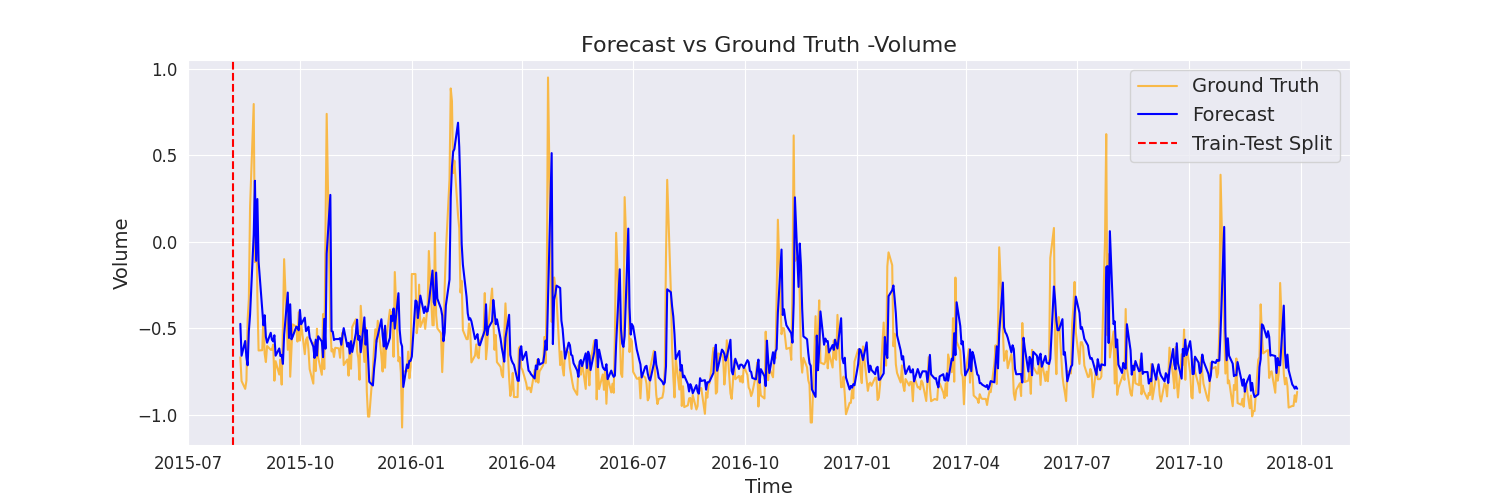 Forecast vs Ground Truth -Volume
Ground Truth
Forecast
Train-Test Split
Volume
1.0
0.5
0.0
−0.5
−1.0
2015-07 2015-10 2016-01 2016-04 2016-07 2016-10 2017-01 2017-04 2017-07 2017-10 2018-01
Time